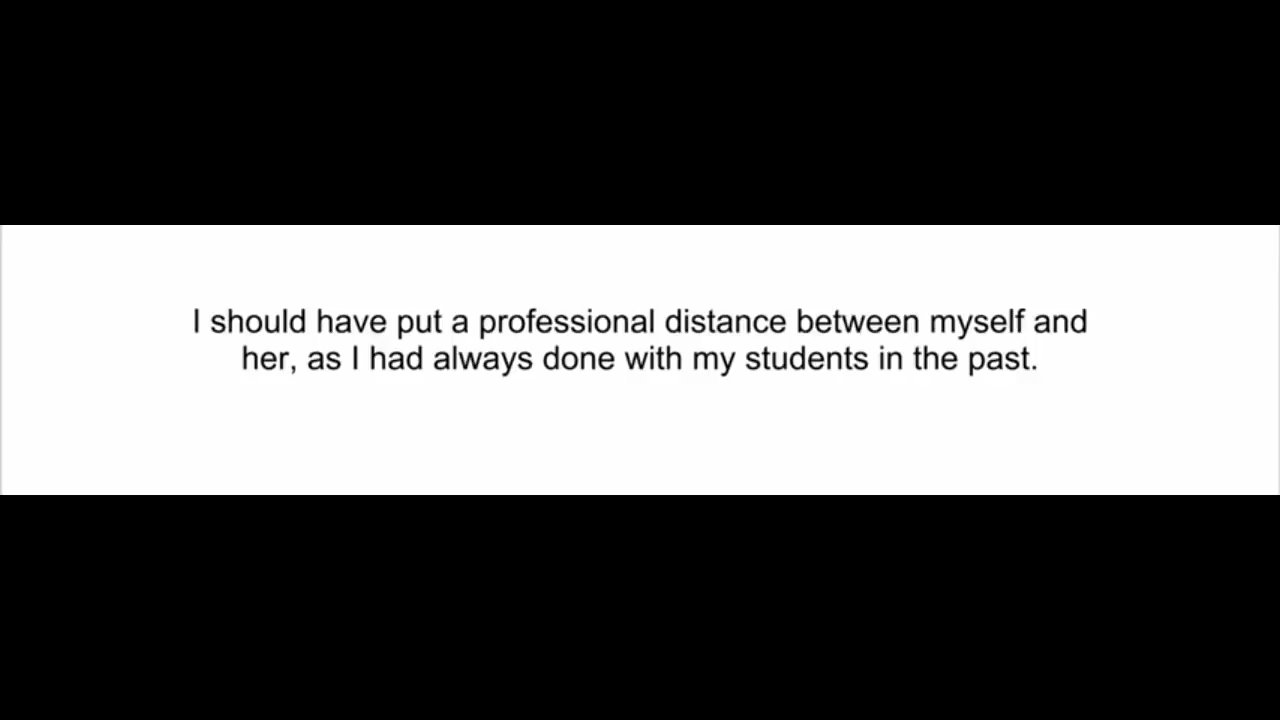 I should have put a professional distance between myself and
her, as I had always done with my students in the past.